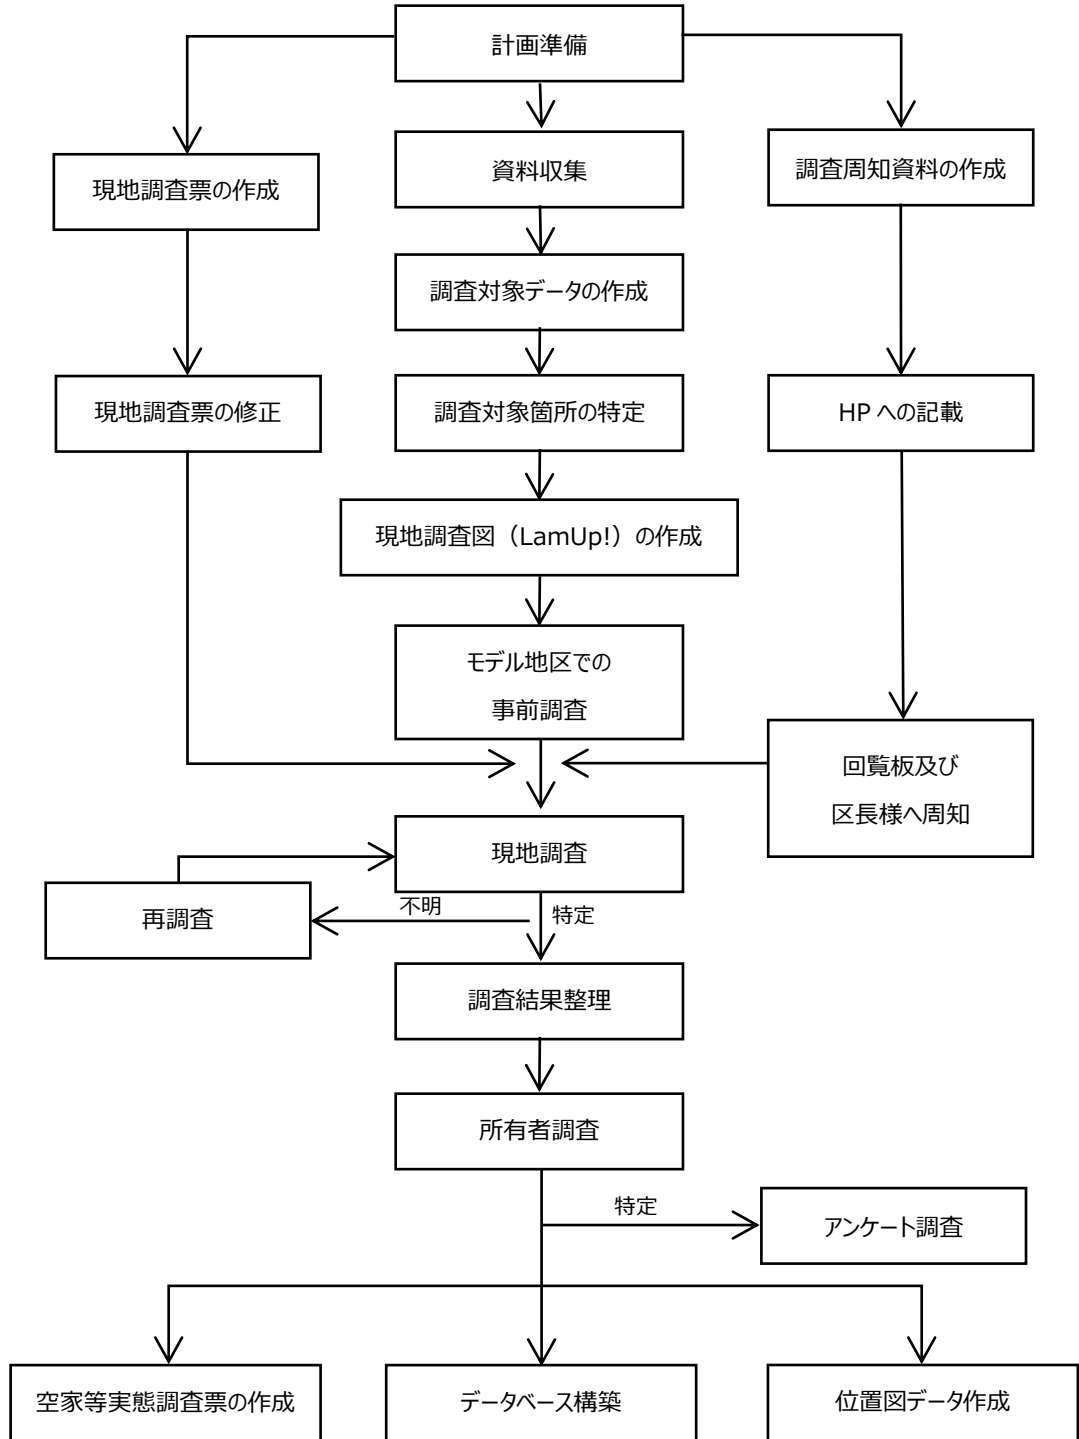 計画準備
資料収集
調査周知資料の作成
現地調査票の作成
調査対象データの作成
現地調査票の修正
調査対象箇所の特定
HP への記載
現地調査図（LamUp!）の作成
モデル地区での
事前調査
回覧板及び
区長様へ周知
現地調査
再調査
不明
特定
調査結果整理
所有者調査
特定
アンケート調査
空家等実態調査票の作成
データベース構築
位置図データ作成